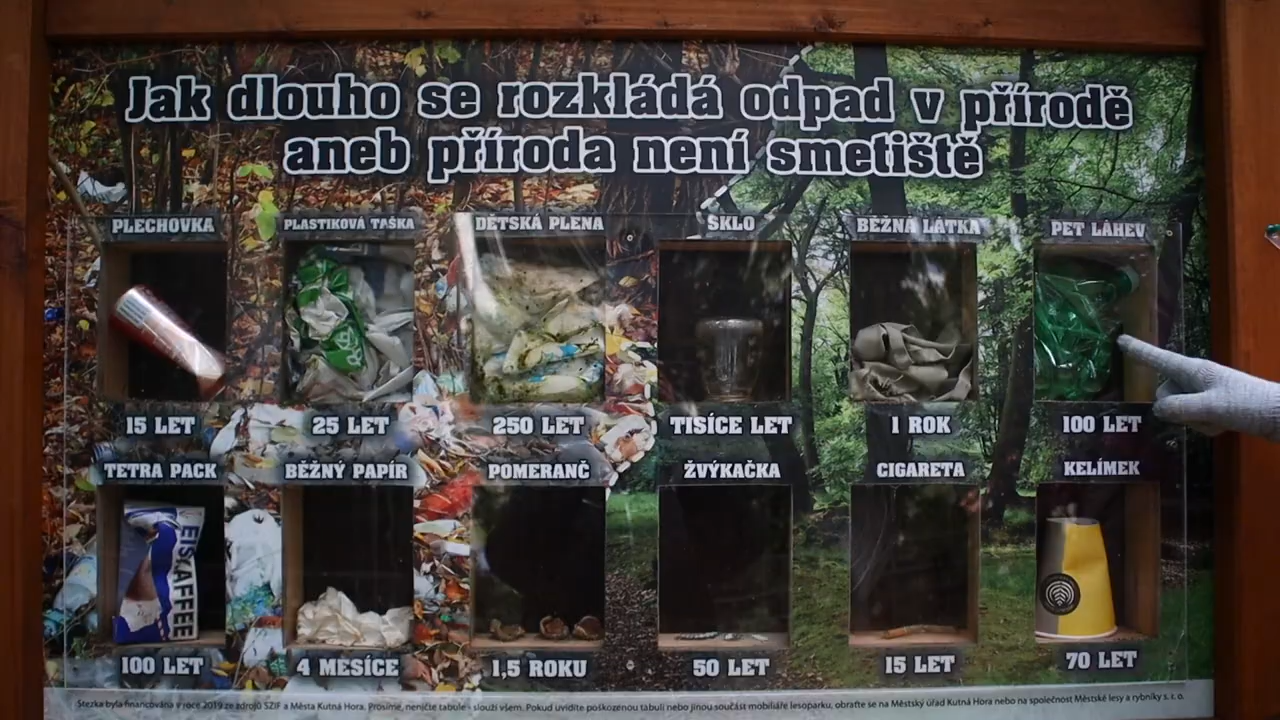 Jak dlouho se rozkládá odpad v přírodě
aneb příroda není smetiště
PLECHOVKA PLASTIKOVÁ TAŠKA DĚTSKÁ PLENA SKLO BĚŽNÁ LÁTKA PET LÁHEV
15 LET 25 LET 250 LET TISÍCE LET 1 ROK 100 LET
TETRA PACK BĚŽNÝ PAPÍR POMERANČ ŽVÝKAČKA CIGARETA KELÍMEK
EISKAFFEE
100 LET 4 MĚSÍCE 1,5 ROKU 50 LET 15 LET 70 LET
Stezka byla financována v roce 2019 ze zdrojů SZIF a Města Kutná Hora. Prosíme, neničte tabule - slouží všem. Pokud uvidíte poškozenou tabuli nebo jinou součást mobiliáře lesoparku, obraťte se na Městský úřad Kutná Hora nebo na společnost Městské lesy a rybníky s. r. o.